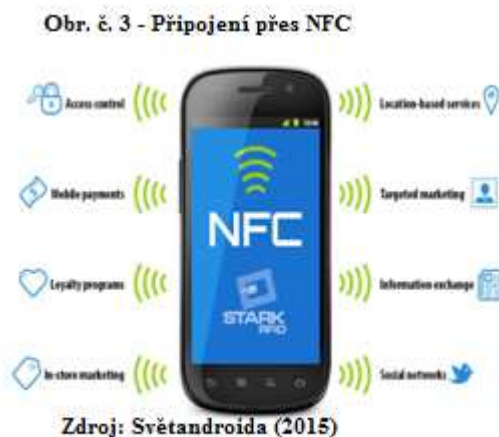 Obr. č. 3 - Připojení přes NFC
Access control
Mobile payments
Loyalty programs
In-store marketing
NFC
STARK
RFID
Location-based services
Targeted marketing
Information exchange
Social networks
Zdroj: Světandroida (2015)